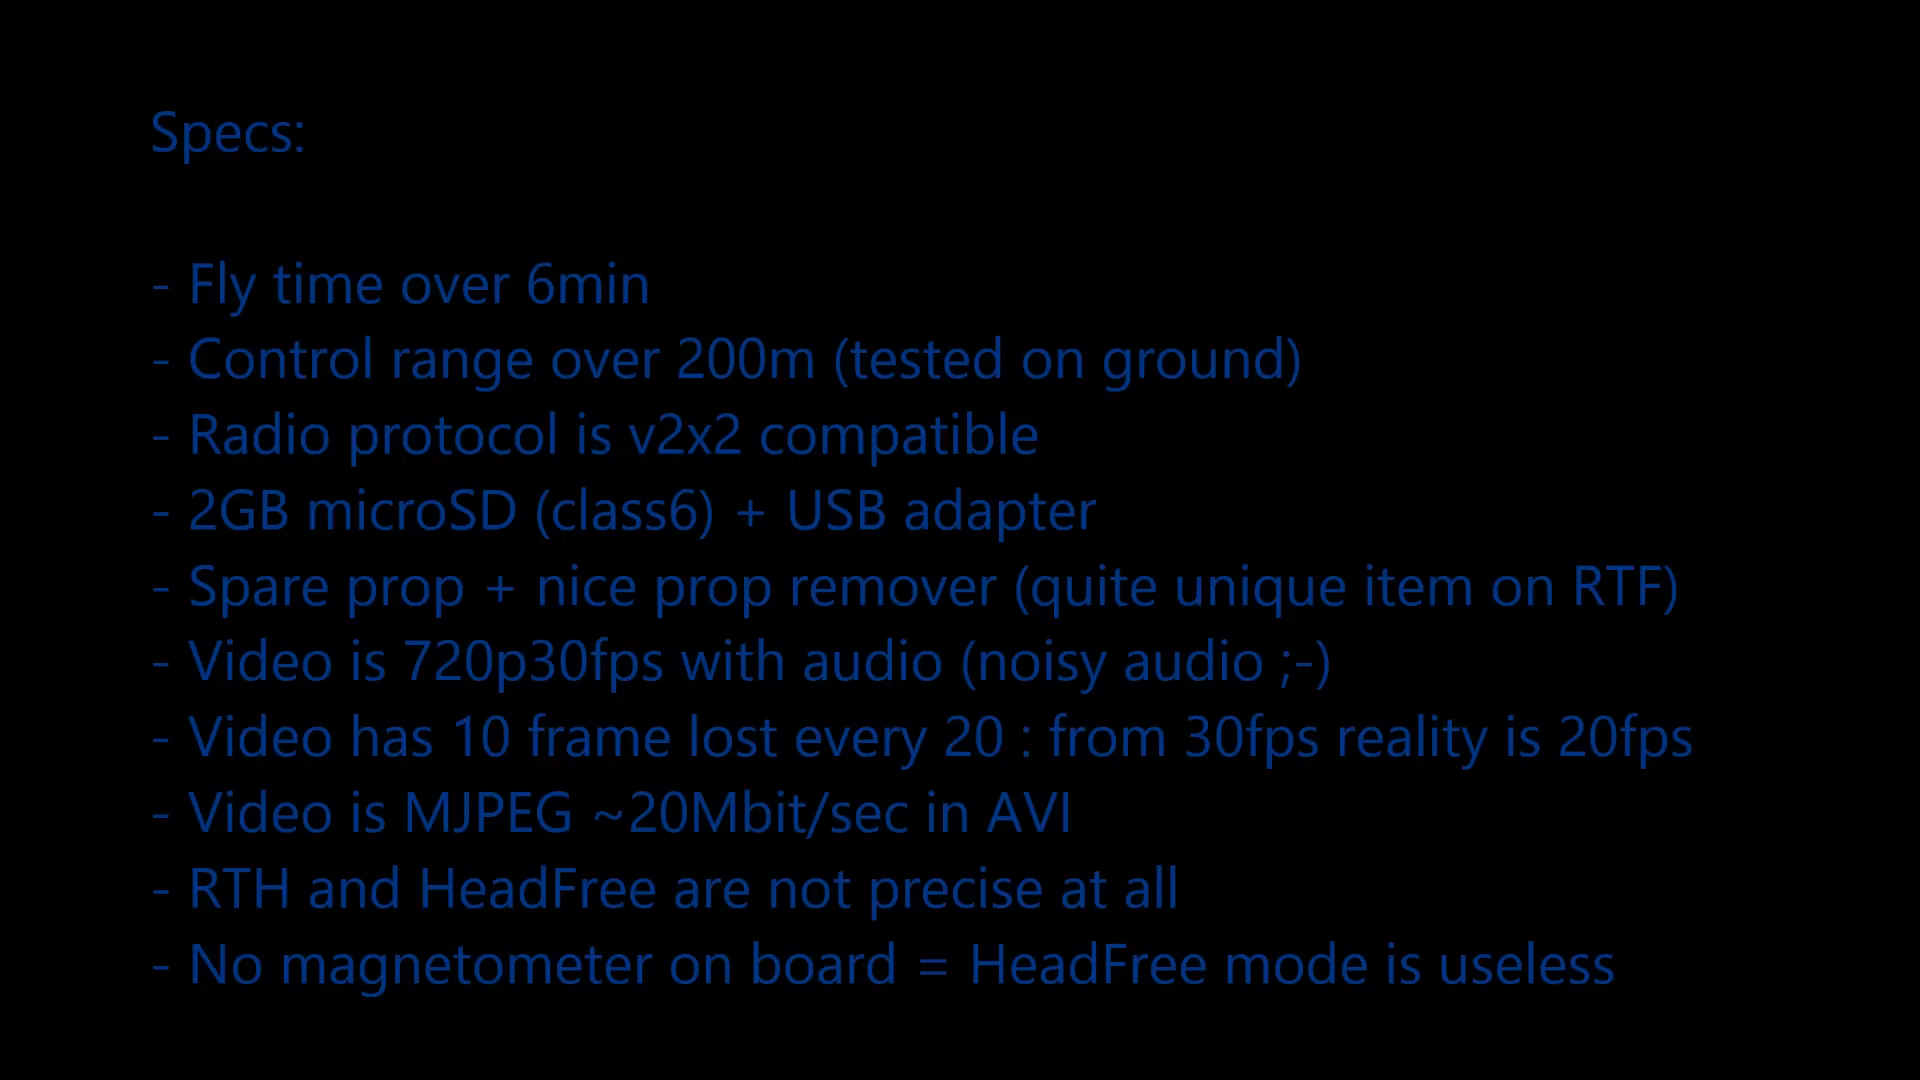 Specs:
- Fly time over 6min
- Control range over 200m (tested on ground)
- Radio protocol is v2x2 compatible
- 2GB microSD (class6) + USB adapter
- Spare prop + nice prop remover (quite unique item on RTF)
- Video is 720p30fps with audio (noisy audio ;-)
- Video has 10 frame lost every 20 : from 30fps reality is 20fps
- Video is MJPEG ~20Mbit/sec in AVI
- RTH and HeadFree are not precise at all
- No magnetometer on board = HeadFree mode is useless